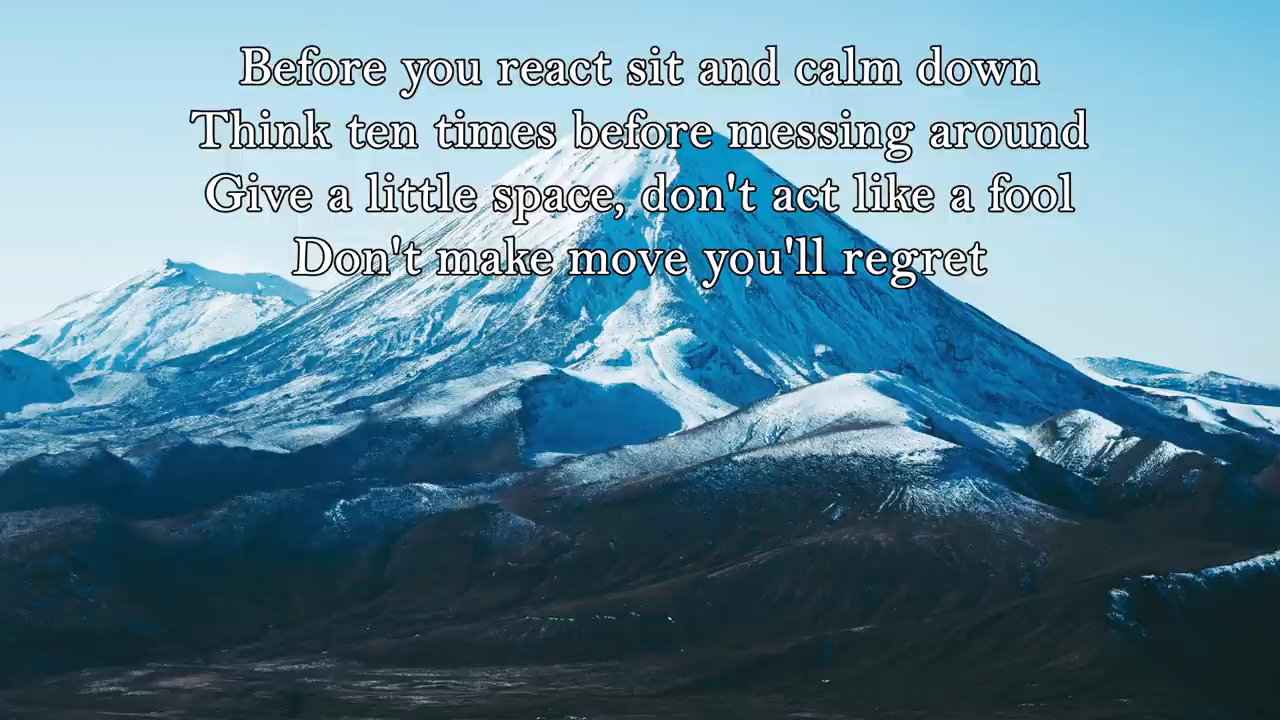 Before you react sit and calm down
Think ten times before messing around
Give a little space, don't act like a fool
Don't make move you'll regret